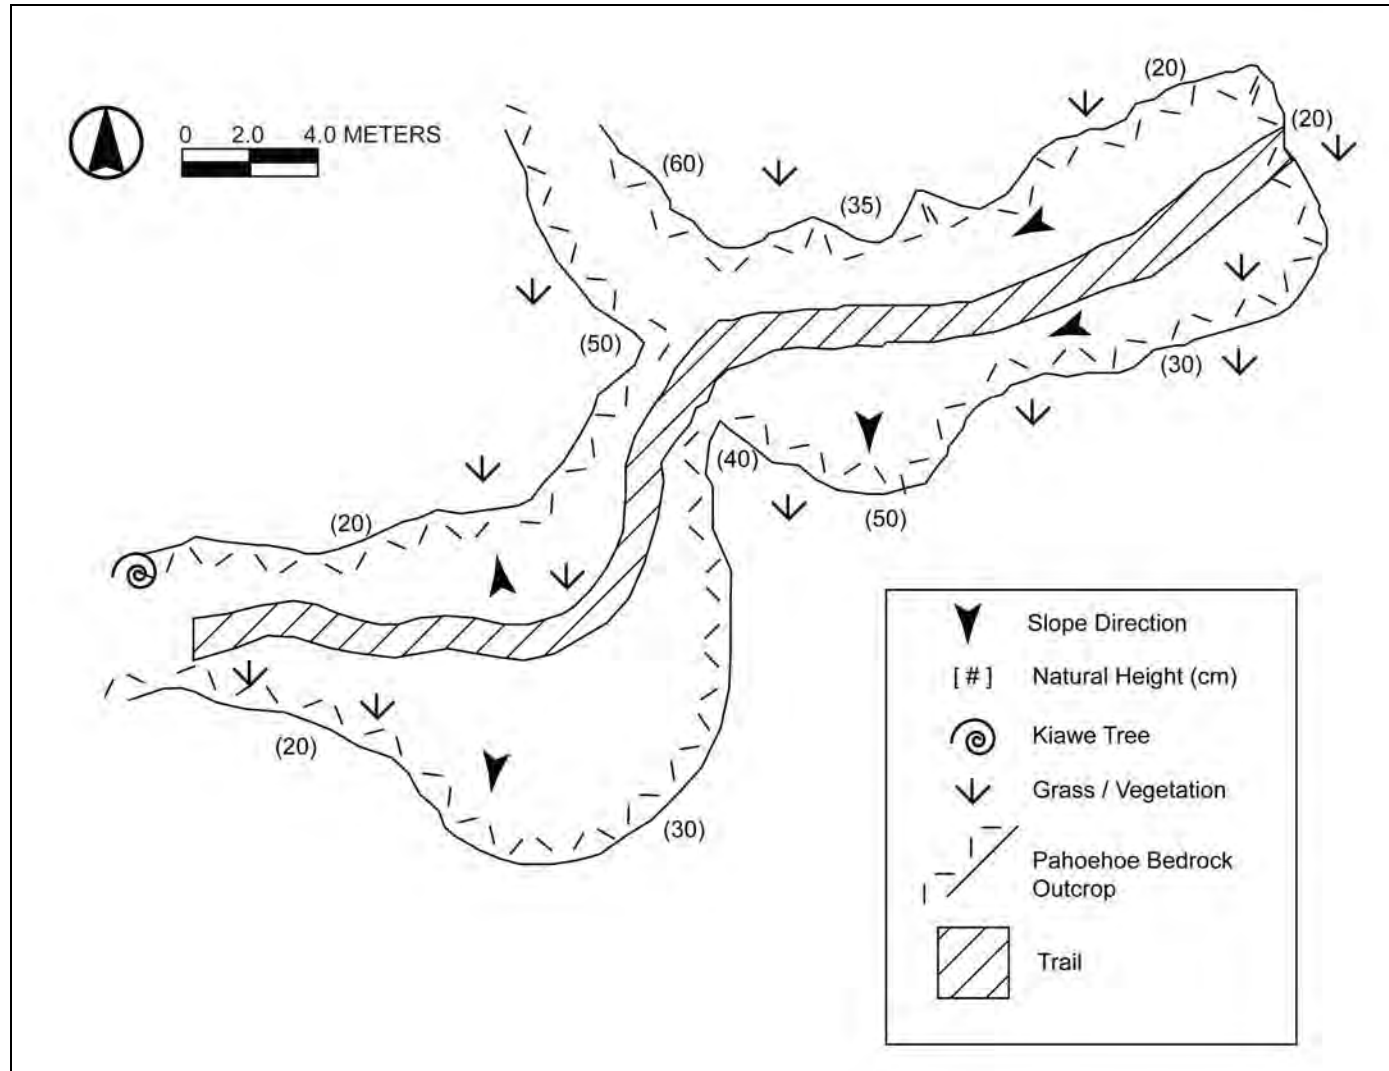 (20)
(20)
0 2.0 4.0 METERS
(60)
(35)
(50)
(30)
(40)
(20)
(50)
(20)
(30)
Slope Direction
[ # ] Natural Height (cm)
Kiawe Tree
Grass / Vegetation
Pahoehoe Bedrock
Outcrop
Trail